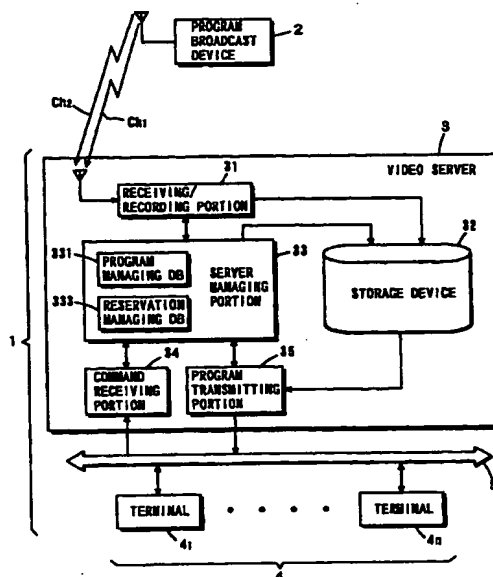 PROGRAM
BROADCAST
DEVICE
2
Ch2
Ch1
3
VIDEO SERVER
31
RECEIVING/
RECORDING PORTION
331
PROGRAM
MANAGING DB
333
RESERVATION
MANAGING DB
SERVER
MANAGING
PORTION
33
32
STORAGE DEVICE
1
34
COMMAND
RECEIVING
PORTION
35
PROGRAM
TRANSMITTING
PORTION
TERMINAL
41
TERMINAL
4n
4